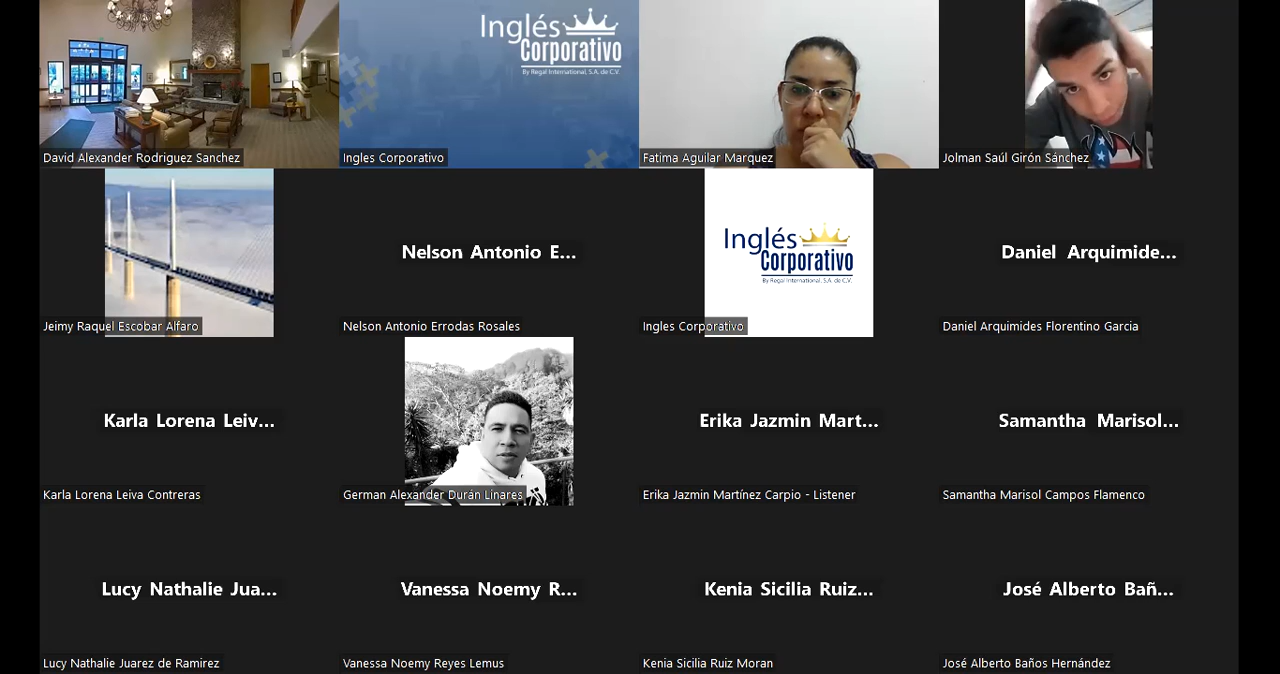 Inglés
Corporativo
By Regal International, S.A. de C.V.
David Alexander Rodriguez Sanchez
Ingles Corporativo
Fatima Aguilar Marquez
Jolman Saúl Girón Sánchez
Nelson Antonio E...
Inglés
Corporativo
By Regal International, S.A. de C.V.
Daniel Arquimide...
Jeimy Raquel Escobar Alfaro
Nelson Antonio Errodas Rosales
Ingles Corporativo
Daniel Arquimides Florentino Garcia
Karla Lorena Leiv...
Erika Jazmin Mart...
Samantha Marisol...
Karla Lorena Leiva Contreras
German Alexander Durán Linares
Erika Jazmin Martínez Carpio - Listener
Samantha Marisol Campos Flamenco
Lucy Nathalie Jua...
Vanessa Noemy R...
Kenia Sicilia Ruiz...
José Alberto Bañ...
Lucy Nathalie Juarez de Ramirez
Vanessa Noemy Reyes Lemus
Kenia Sicilia Ruiz Moran
José Alberto Baños Hernández